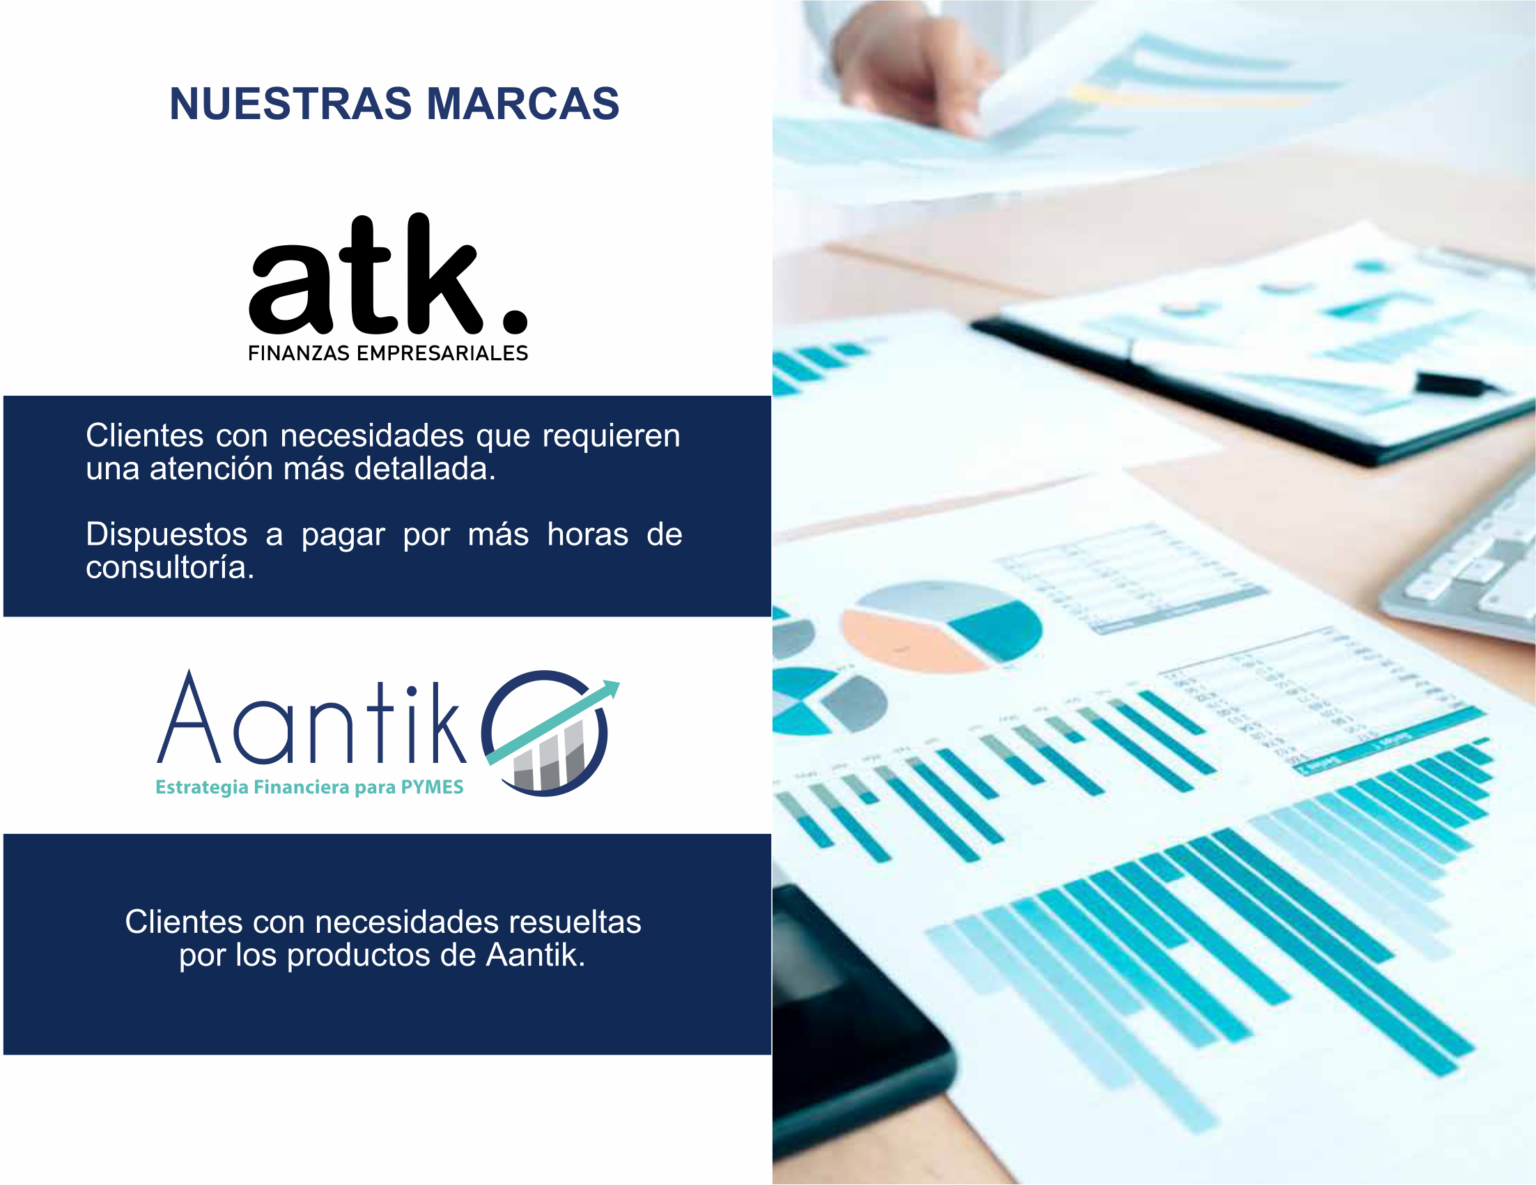 NUESTRAS MARCAS
atk.
FINANZAS EMPRESARIALES
Clientes con necesidades que requieren
una atención más detallada.
Dispuestos a pagar por más horas de
consultoría.
Aantik
Estrategia Financiera para PYMES
Clientes con necesidades resueltas
por los productos de Aantik.